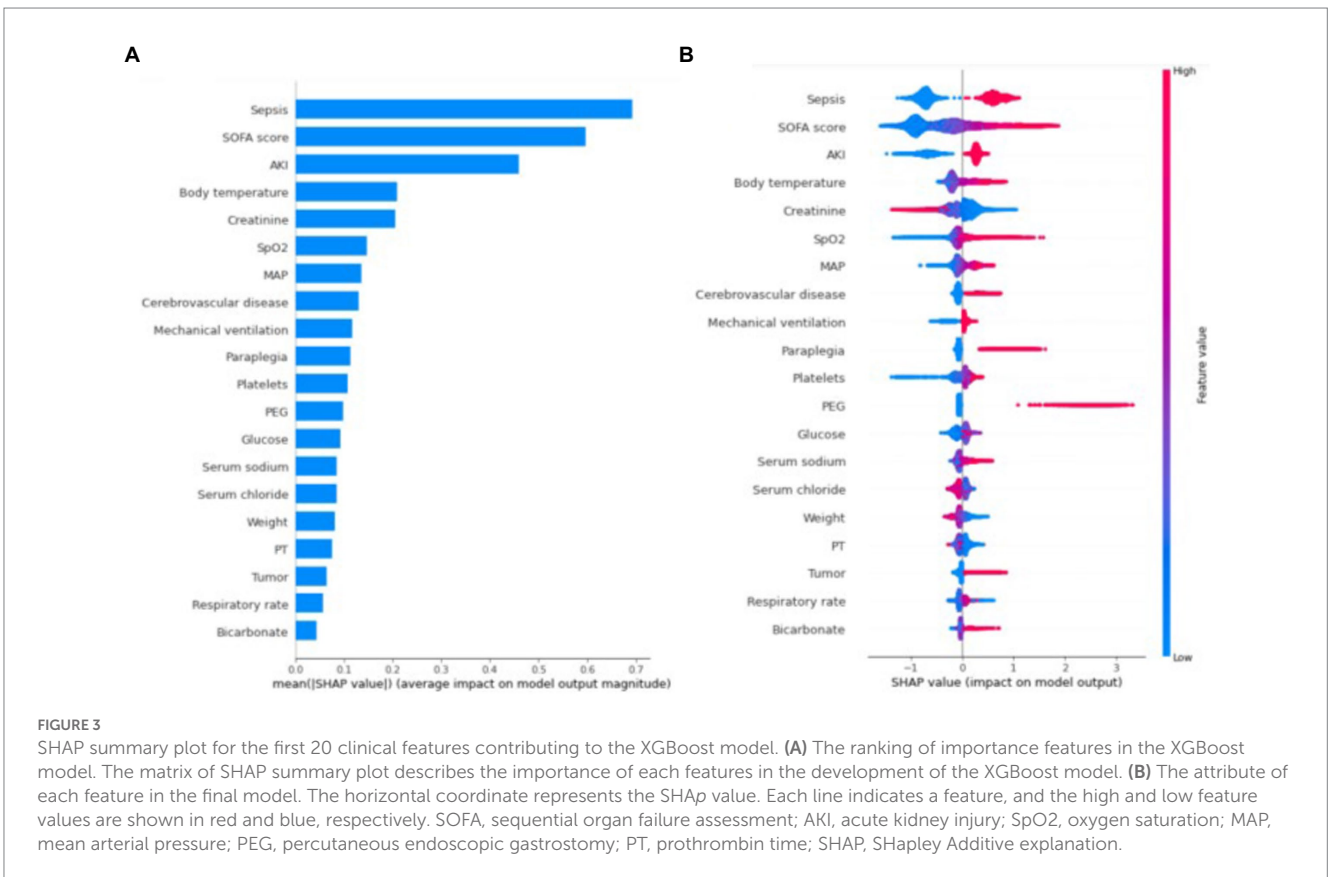 A
Sepsis
SOFA score
AKI
Body temperature
Creatinine
SpO2
MAP
Cerebrovascular disease
Mechanical ventilation
Paraplegia
Platelets
PEG
Glucose
Serum sodium
Serum chloride
Weight
PT
Tumor
Respiratory rate
Bicarbonate
0.0 0.1 0.2 0.3 0.4 0.5 0.6 0.7
mean(|SHAP value|) (average impact on model output magnitude)
B
High
Sepsis
SOFA score
AKI
Body temperature
Creatinine
SpO2
MAP
Cerebrovascular disease
Mechanical ventilation
Paraplegia
Platelets
PEG
Glucose
Serum sodium
Serum chloride
Weight
PT
Tumor
Respiratory rate
Bicarbonate
Feature value
Low
−1 0 1 2 3
SHAP value (impact on model output)
FIGURE 3
SHAP summary plot for the first 20 clinical features contributing to the XGBoost model. (A) The ranking of importance features in the XGBoost
model. The matrix of SHAP summary plot describes the importance of each features in the development of the XGBoost model. (B) The attribute of
each feature in the final model. The horizontal coordinate represents the SHAp value. Each line indicates a feature, and the high and low feature
values are shown in red and blue, respectively. SOFA, sequential organ failure assessment; AKI, acute kidney injury; SpO2, oxygen saturation; MAP,
mean arterial pressure; PEG, percutaneous endoscopic gastrostomy; PT, prothrombin time; SHAP, SHapley Additive explanation.